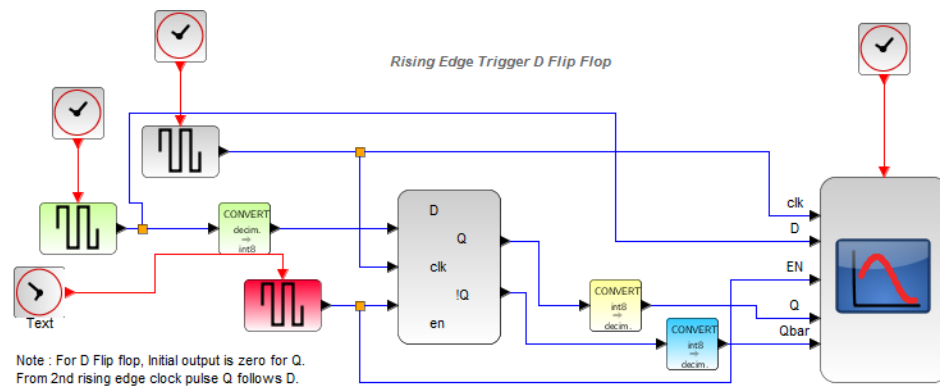 Rising Edge Trigger D Flip Flop
clk
D
EN
Q
Qbar
CONVERT
decim.
⇒
int8
D
Q
clk
!Q
en
CONVERT
int8
⇒
decim.
CONVERT
int8
⇒
decim.
Text
Note : For D Flip flop, Initial output is zero for Q.
From 2nd rising edge clock pulse Q follows D.